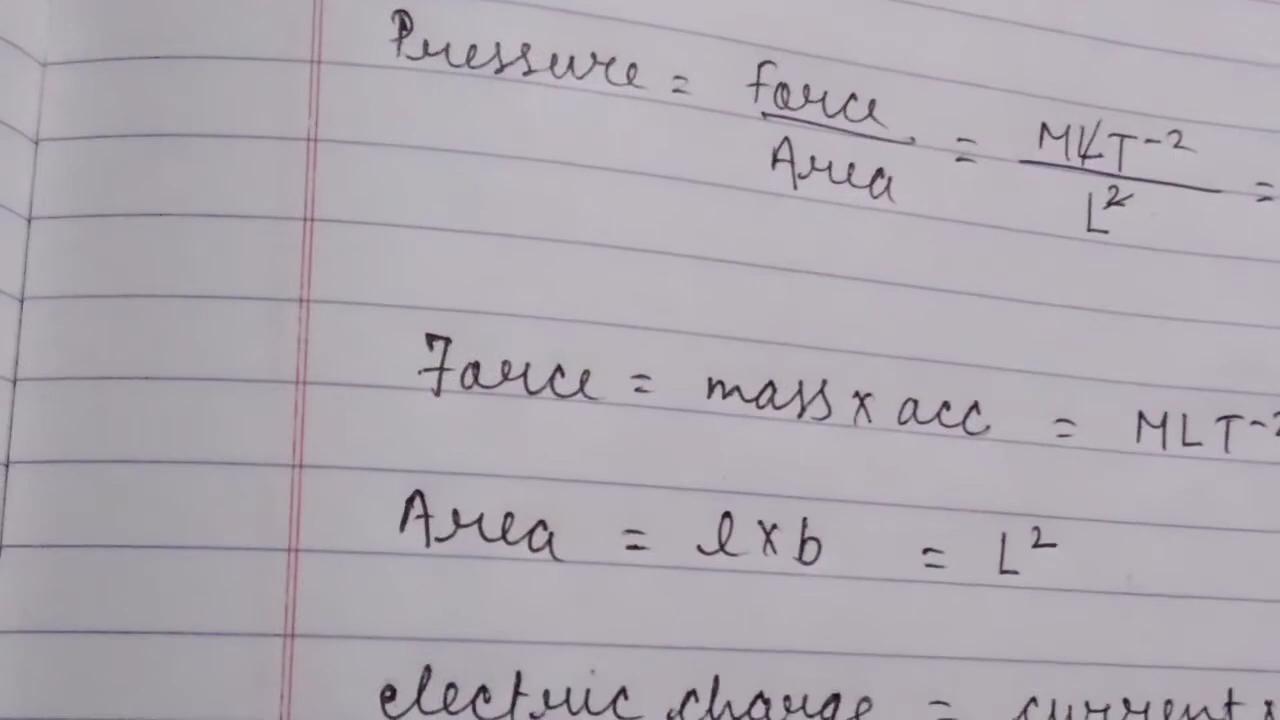 Pressure = force/Area = MLT⁻²/L² =
Force = mass x acc = MLT⁻²
Area = l x b = L²
electric charge = current x